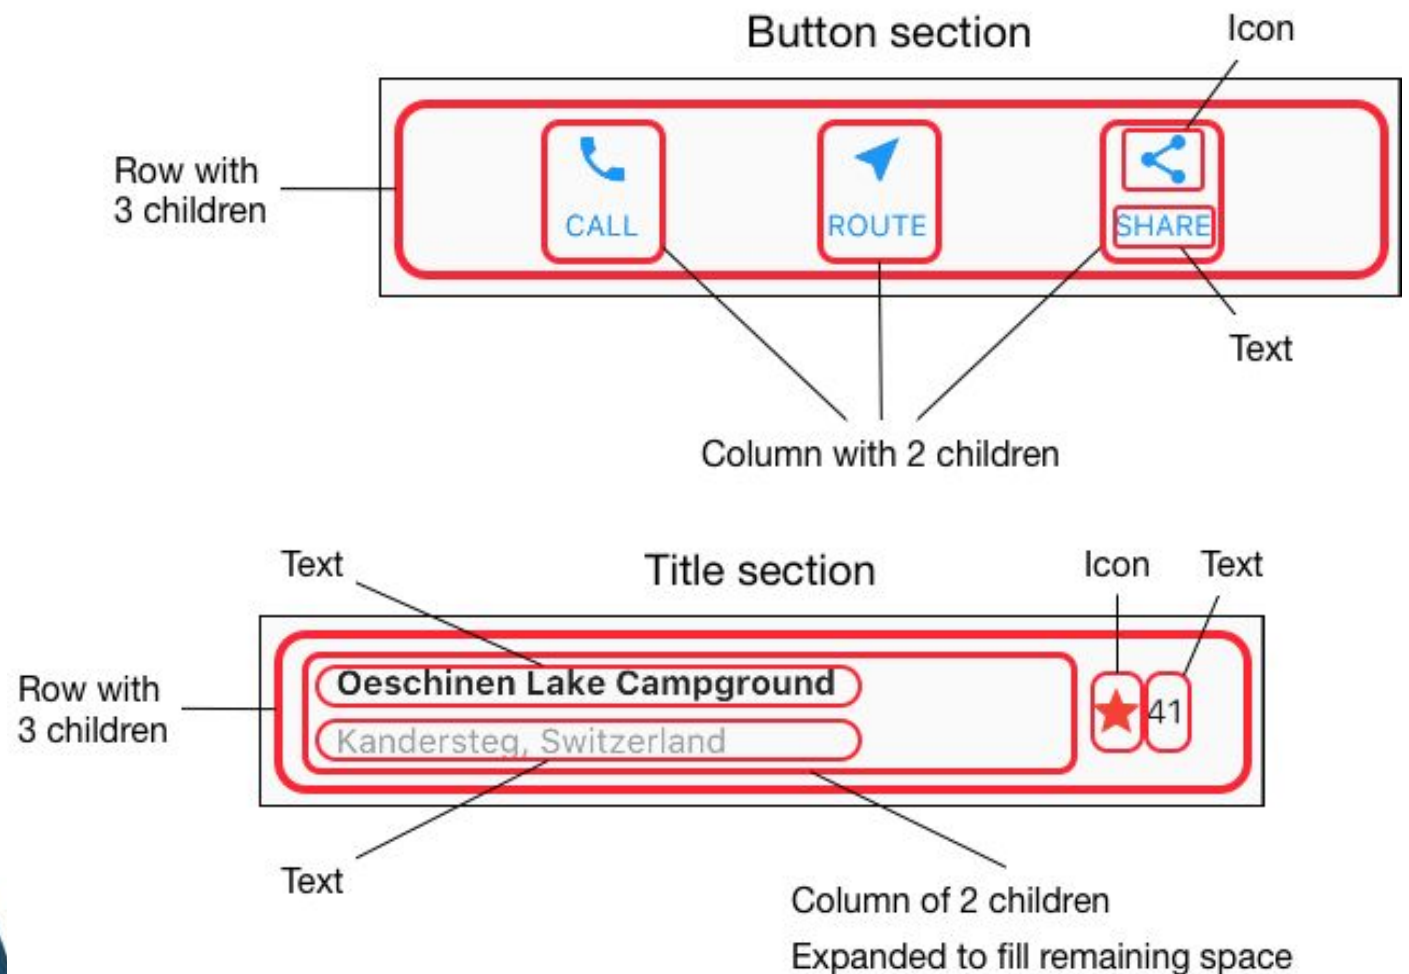 Button section
Icon
Row with
3 children
CALL
ROUTE
SHARE
Text
Column with 2 children
Text
Title section
Icon
Text
Row with
3 children
Oeschinen Lake Campground
41
Kandersteg, Switzerland
Text
Column of 2 children
Expanded to fill remaining space